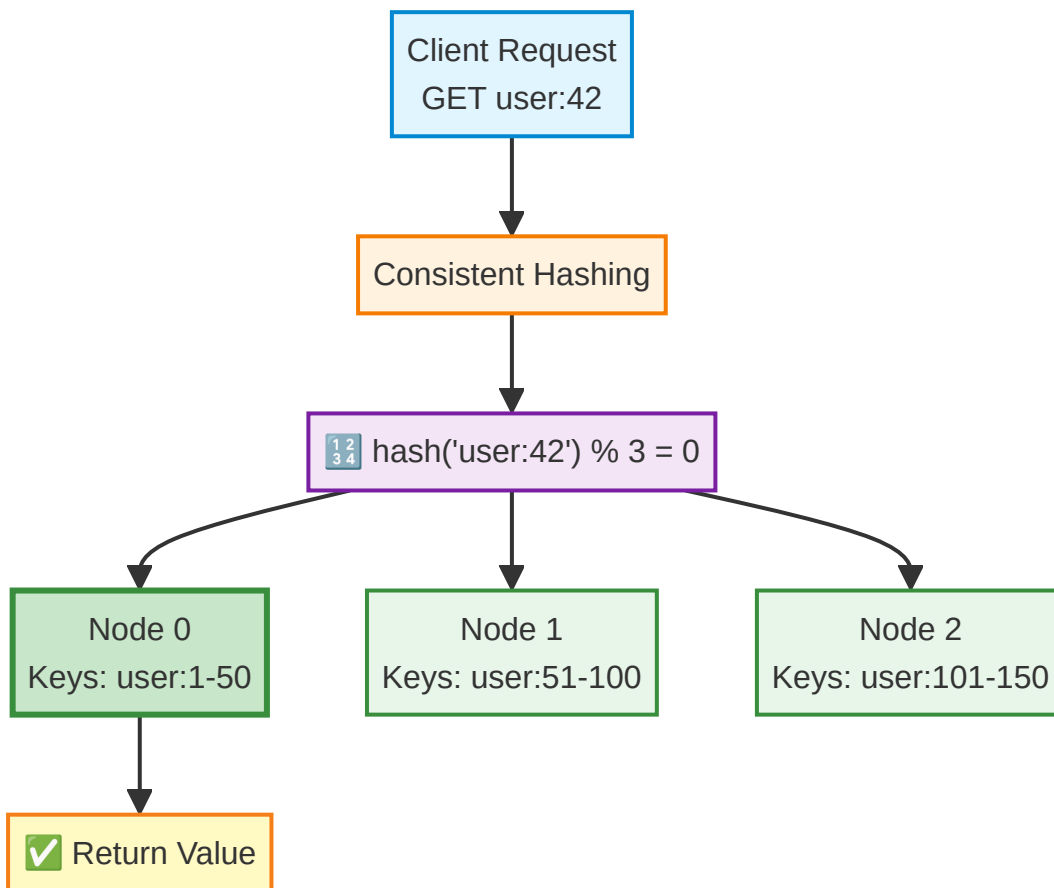 Client Request
GET user:42
Consistent Hashing
🔢 hash('user:42') % 3 = 0
Node 0
Keys: user:1-50
Node 1
Keys: user:51-100
Node 2
Keys: user:101-150
✅ Return Value